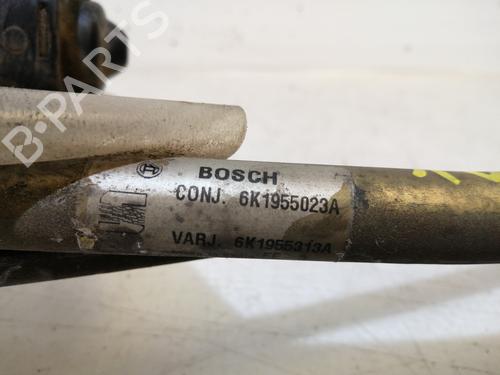 B-PARTS
BOSCH
CONJ. 6K1955023A
VARJ. 6K1955313A